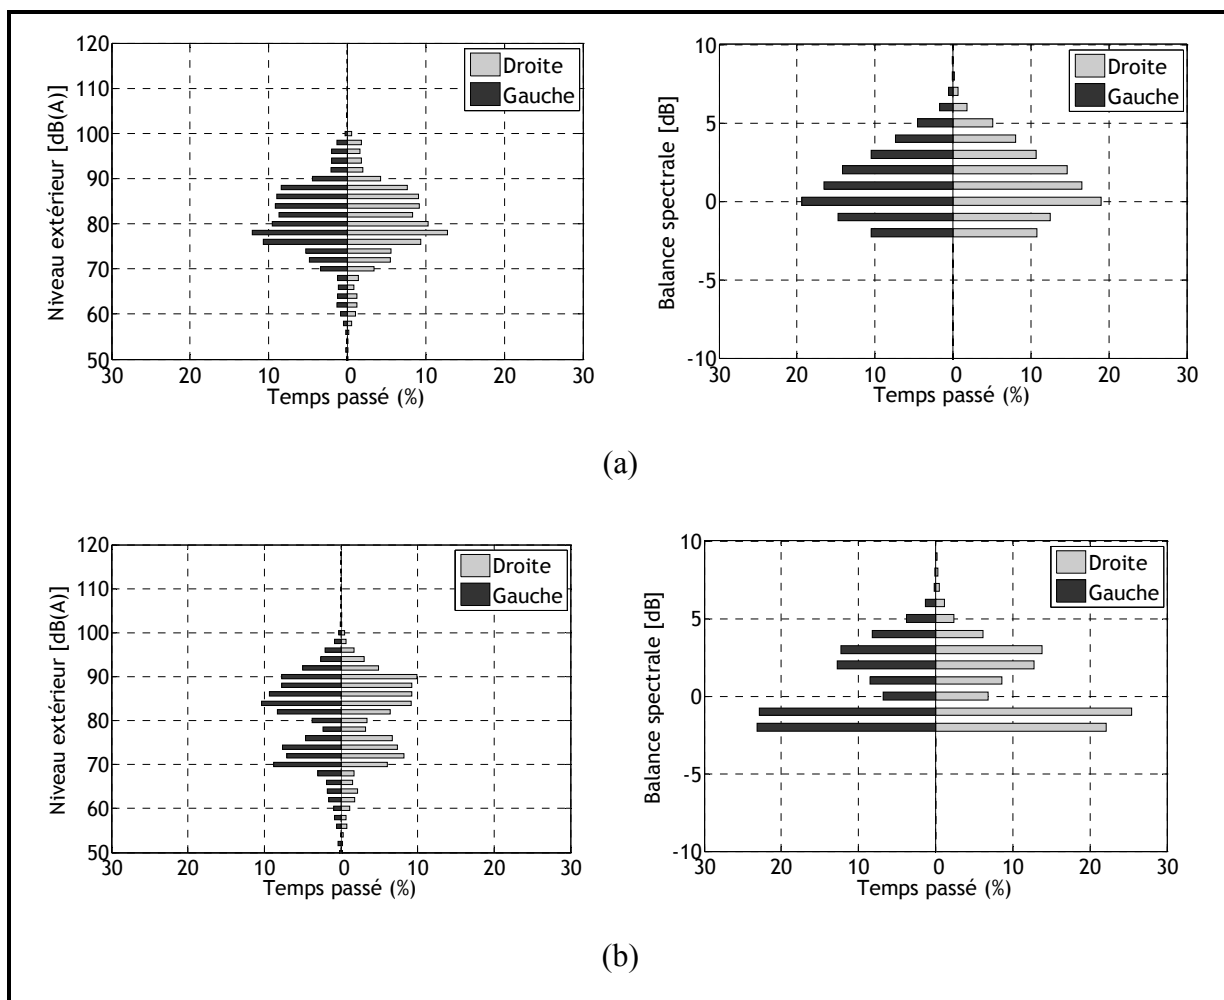 120
110
100
90
80
70
60
50
Niveau extérieur [dB(A)]
30 20 10 0 10 20 30
Temps passé (%)
Droite
Gauche
10
5
0
-5
-10
Balance spectrale [dB]
30 20 10 0 10 20 30
Temps passé (%)
Droite
Gauche
(a)
120
110
100
90
80
70
60
50
Niveau extérieur [dB(A)]
30 20 10 0 10 20 30
Temps passé (%)
Droite
Gauche
10
5
0
-5
-10
Balance spectrale [dB]
30 20 10 0 10 20 30
Temps passé (%)
Droite
Gauche
(b)